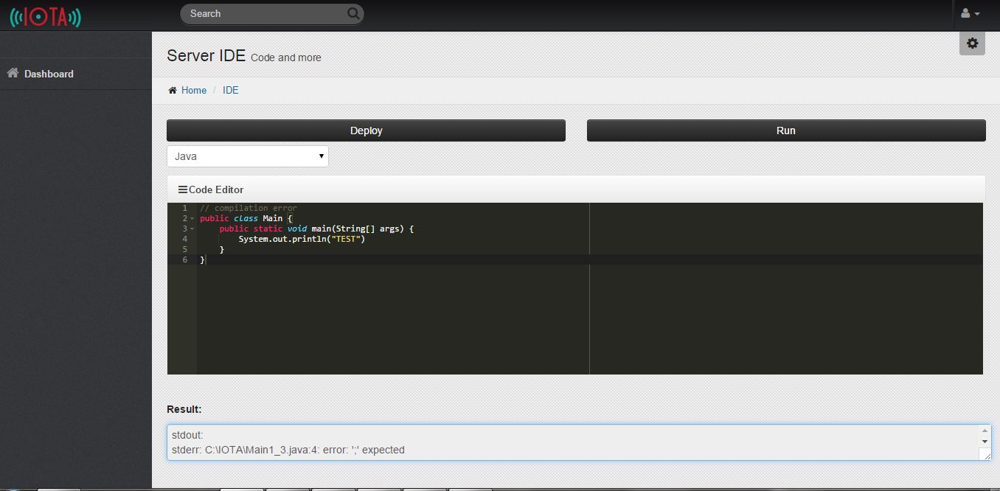 IOTA
Search
Dashboard
Server IDE Code and more
Home / IDE
Deploy
Run
Java
Code Editor
1 // compilation error
2 public class Main {
3 public static void main(String[] args) {
4 System.out.println("TEST")
5 }
6 }
Result:
stdout:
stderr: C:\IOTA\Main1_3.java:4: error: ';' expected